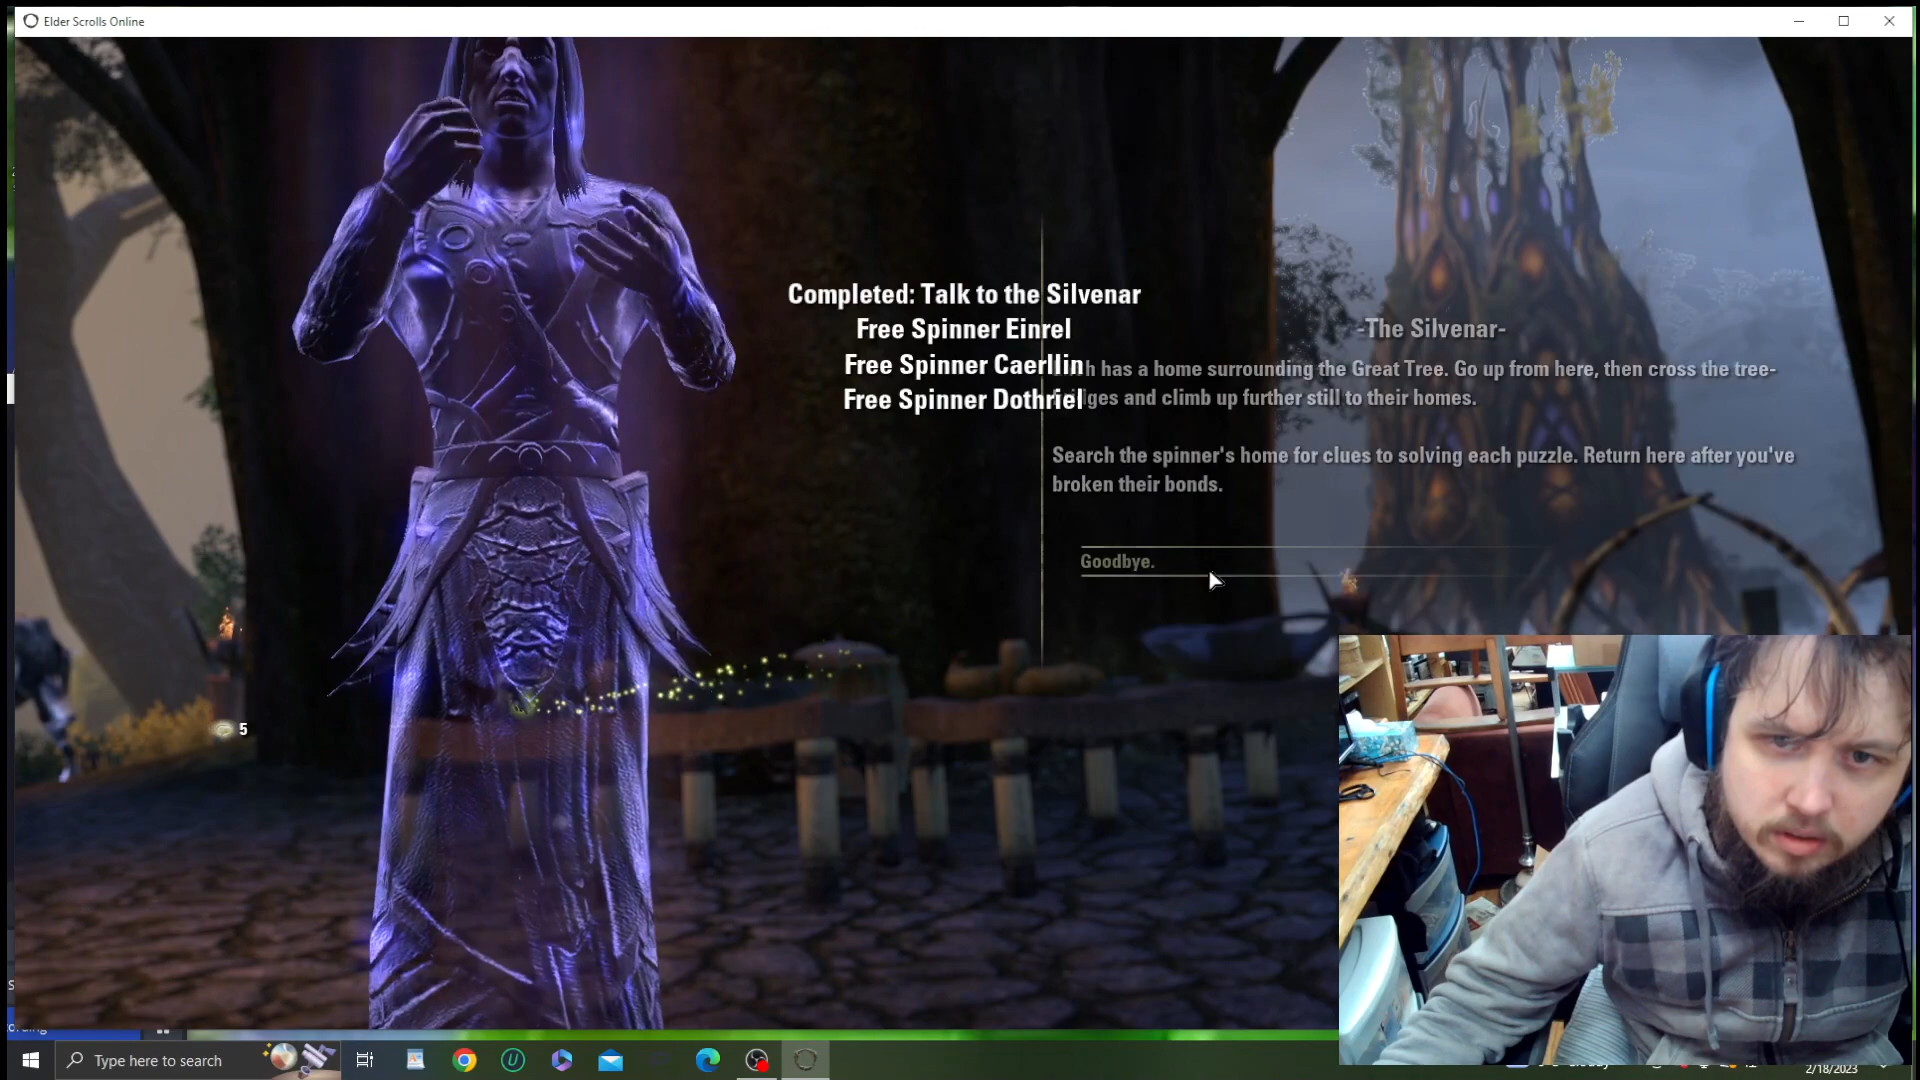 Elder Scrolls Online
Completed: Talk to the Silvenar
Free Spinner Einrel
Free Spinner Caerllin
Free Spinner Dothriel
-The Silvenar-
has a home surrounding the Great Tree. Go up from here, then cross the tree-
and climb up further still to their homes.
Search the spinner's home for clues to solving each puzzle. Return here after you've
broken their bonds.
Goodbye.
5
Type here to search
2/18/2023